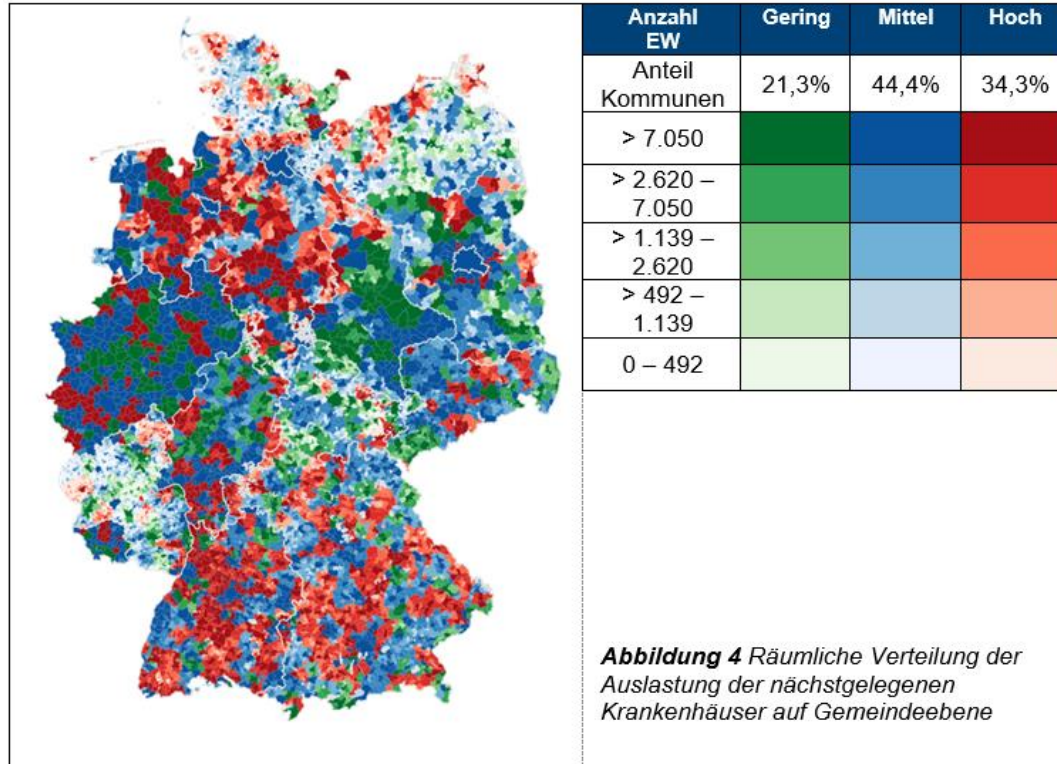 Anzahl EW Gering Mittel Hoch
Anteil Kommunen 21,3% 44,4% 34,3%
> 7.050
> 2.620 –
7.050
> 1.139 –
2.620
> 492 –
1.139
0 – 492
Abbildung 4 Räumliche Verteilung der
Auslastung der nächstgelegenen
Krankenhäuser auf Gemeindeebene